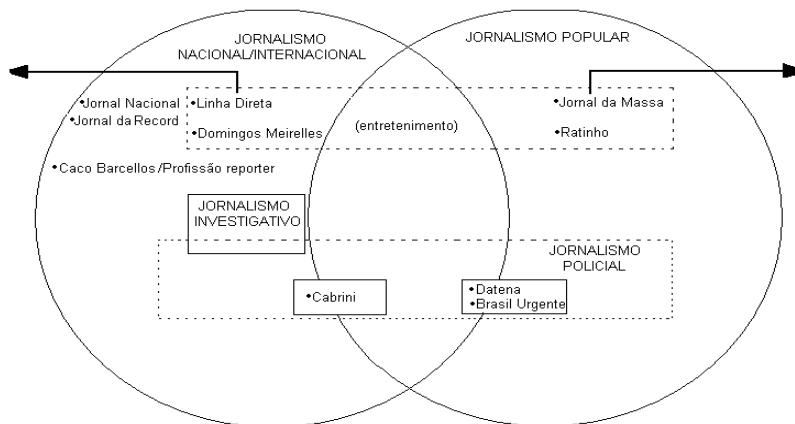 JORNALISMO
NACIONAL/INTERNACIONAL
JORNALISMO POPULAR
•Jornal Nacional
•Jornal da Record
•Linha Direta
•Domingos Meirelles
(entretenimento)
•Jornal da Massa
•Ratinho
•Caco Barcellos/Profissão reporter
JORNALISMO
INVESTIGATIVO
JORNALISMO
POLICIAL
•Cabrini
•Datena
•Brasil Urgente